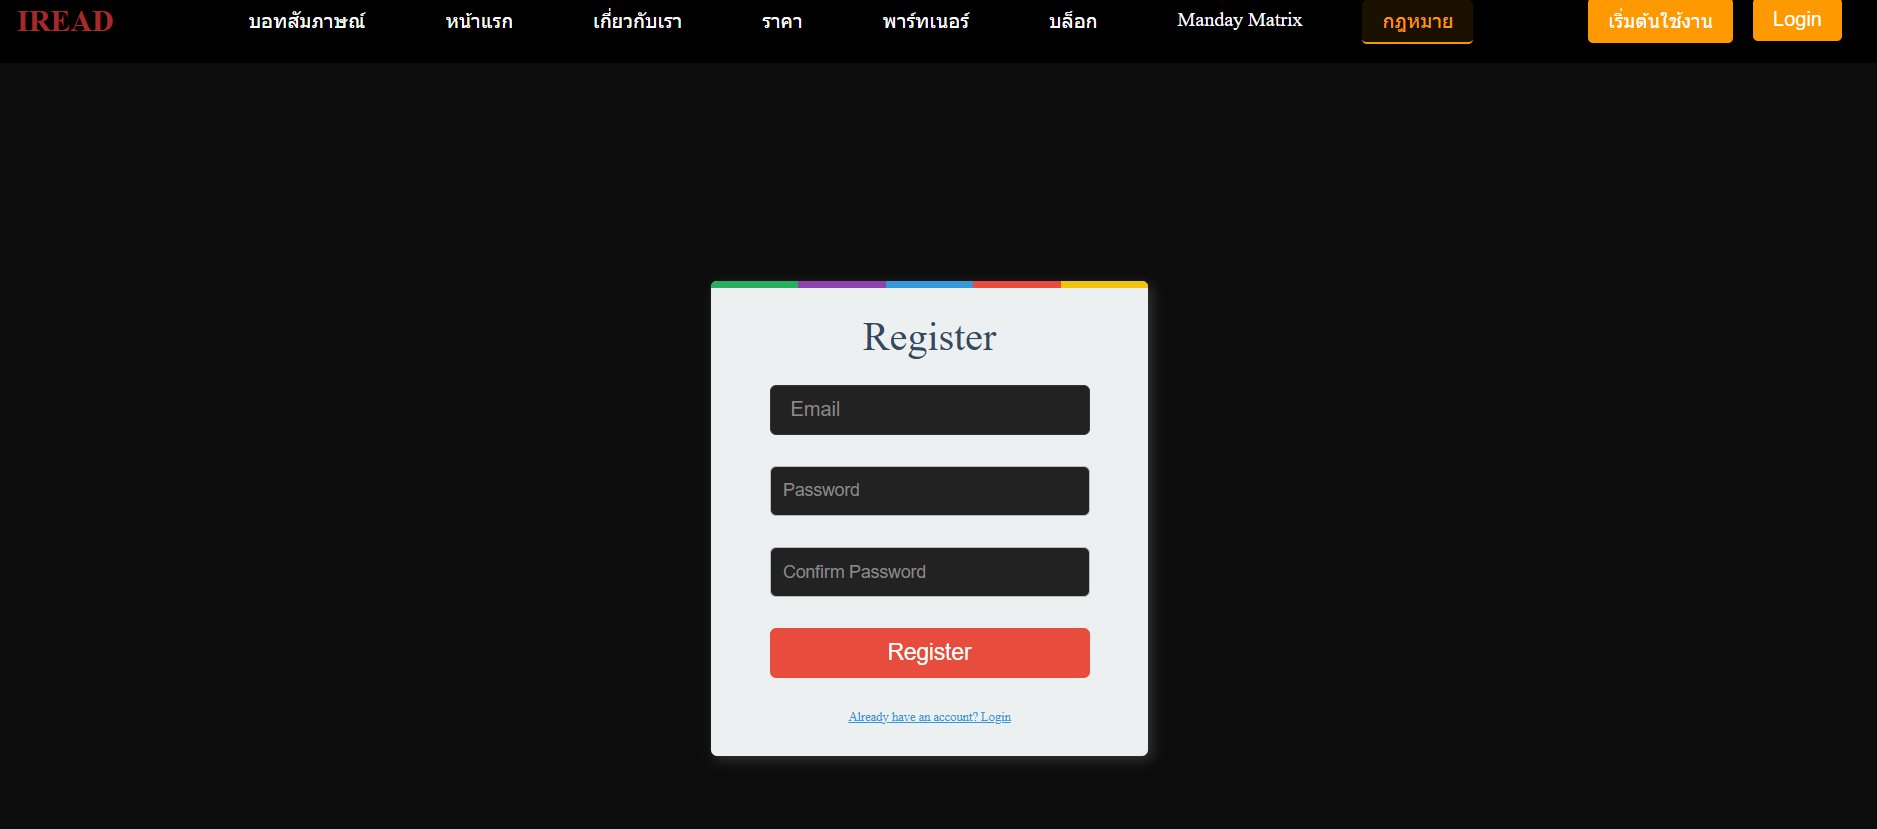 IREAD
บอทสัมภาษณ์
หน้าแรก
เกี่ยวกับเรา
ราคา
พาร์ทเนอร์
บล็อก
Manday Matrix
กฎหมาย
เริ่มต้นใช้งาน
Login
Register
Email
Password
Confirm Password
Register
Already have an account? Login